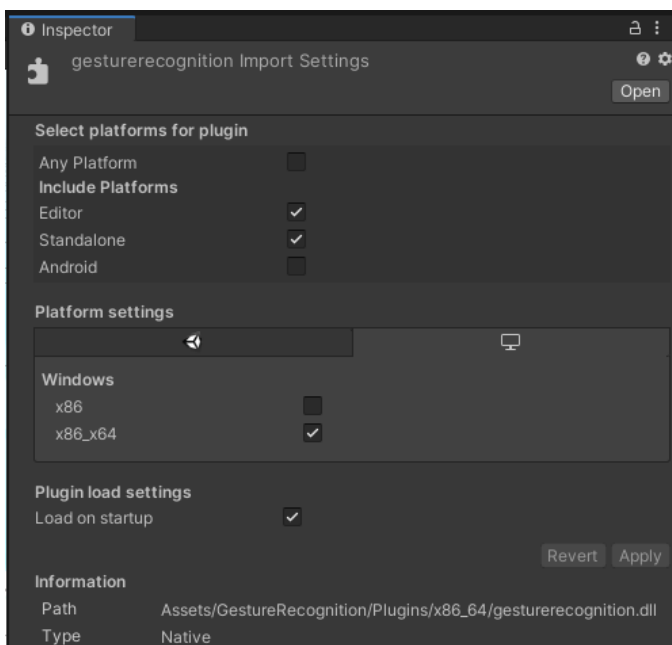 Inspector
gesturerecognition Import Settings
Open
Select platforms for plugin
Any Platform
Include Platforms
Editor
Standalone
Android
Platform settings
Windows
x86
x86_x64
Plugin load settings
Load on startup
Revert Apply
Information
Path Assets/GestureRecognition/Plugins/x86_64/gesturerecognition.dll
Type Native